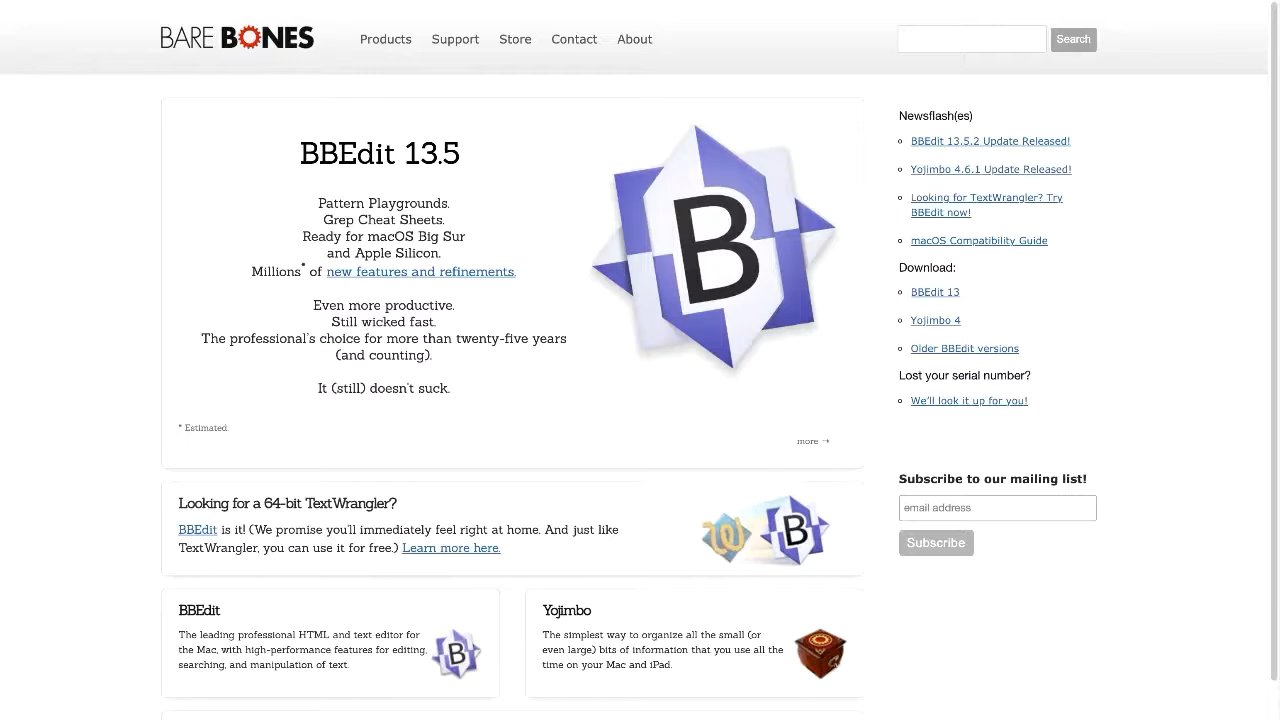 BARE BONES
Products Support Store Contact About
Search
BBEdit 13.5
Pattern Playgrounds.
Grep Cheat Sheets.
Ready for macOS Big Sur
and Apple Silicon.
Millions* of new features and refinements.
Even more productive.
Still wicked fast.
The professional's choice for more than twenty-five years
(and counting).
It (still) doesn't suck.
* Estimated.
more →
Looking for a 64-bit TextWrangler?
BBEdit is it! (We promise you'll immediately feel right at home. And just like
TextWrangler, you can use it for free.) Learn more here.
BBEdit
The leading professional HTML and text editor for
the Mac, with high-performance features for editing,
searching, and manipulation of text.
Yojimbo
The simplest way to organize all the small (or
even large) bits of information that you use all the
time on your Mac and iPad.
Newsflash(es)
BBEdit 13.5.2 Update Released!
Yojimbo 4.6.1 Update Released!
Looking for TextWrangler? Try
BBEdit now!
macOS Compatibility Guide
Download:
BBEdit 13
Yojimbo 4
Older BBEdit versions
Lost your serial number?
We'll look it up for you!
Subscribe to our mailing list!
email address
Subscribe